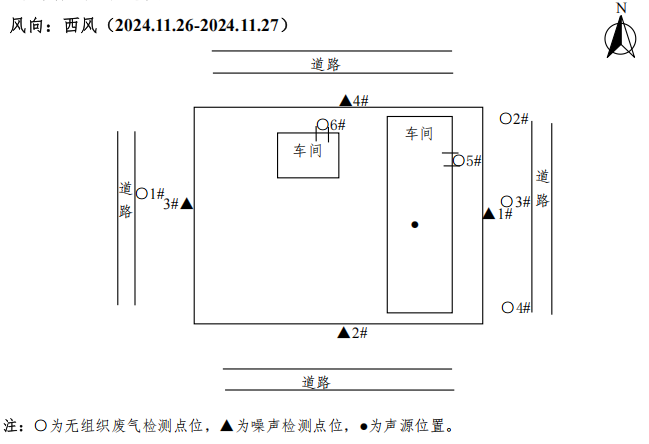 风向：西风（2024.11.26-2024.11.27）
N
道路
▲4#
○6#
○2#
车间
车间
○5#
道路
○1#
3#▲
○3#
▲1#
道路
○4#
▲2#
道路
注：○为无组织废气检测点位，▲为噪声检测点位，●为声源位置。